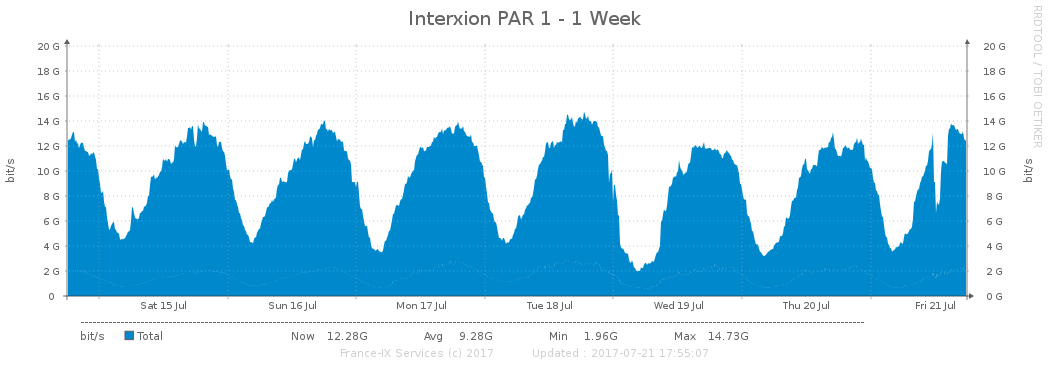 Interxion PAR 1 - 1 Week
RRDTOOL / TOBI OETIKER
bit/s
20 G 20 G
18 G 18 G
16 G 16 G
14 G 14 G
12 G 12 G
10 G 10 G
8 G 8 G
6 G 6 G
4 G 4 G
2 G 2 G
0 0 G
bit/s
Sat 15 Jul Sun 16 Jul Mon 17 Jul Tue 18 Jul Wed 19 Jul Thu 20 Jul Fri 21 Jul
bit/s Total Now 12.28G Avg 9.28G Min 1.96G Max 14.73G
France-IX Services (c) 2017 Updated : 2017-07-21 17:55:07